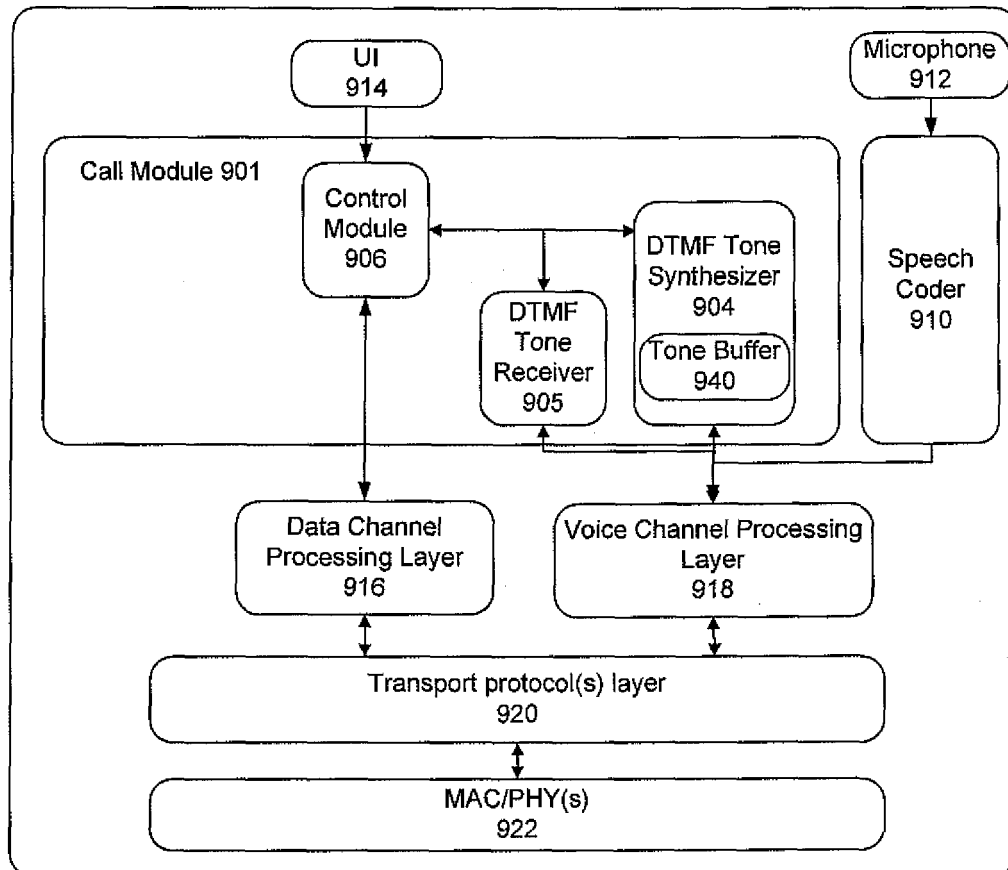 UI
914
Microphone
912
Call Module 901
Control
Module
906
DTMF Tone
Synthesizer
904
Tone Buffer
940
DTMF
Tone
Receiver
905
Speech
Coder
910
Data Channel
Processing Layer
916
Voice Channel Processing
Layer
918
Transport protocol(s) layer
920
MAC/PHY(s)
922